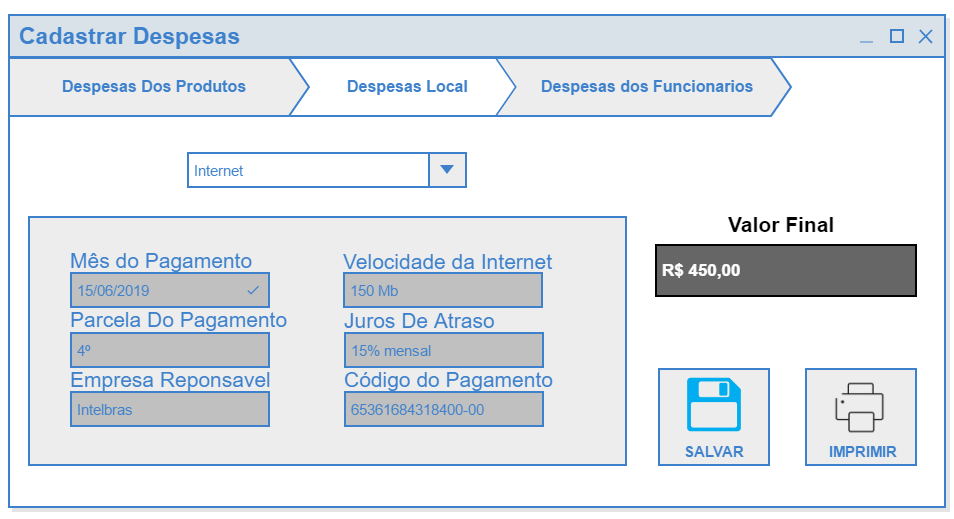 Cadastrar Despesas
Despesas Dos Produtos
Despesas Local
Despesas dos Funcionarios
Internet
Mês do Pagamento
15/06/2019
Velocidade da Internet
150 Mb
Parcela Do Pagamento
4º
Juros De Atraso
15% mensal
Empresa Reponsavel
Intelbras
Código do Pagamento
65361684318400-00
Valor Final
R$ 450,00
SALVAR
IMPRIMIR